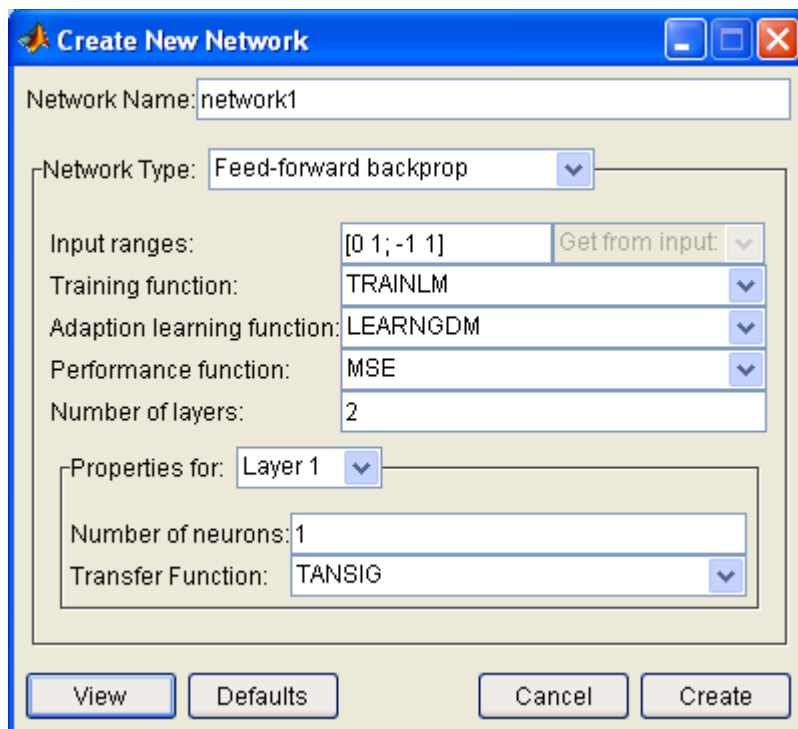 Create New Network
Network Name: network1
Network Type: Feed-forward backprop
Input ranges: [0 1; -1 1] Get from input:
Training function: TRAINLM
Adaption learning function: LEARNGDM
Performance function: MSE
Number of layers: 2
Properties for: Layer 1
Number of neurons: 1
Transfer Function: TANSIG
View Defaults Cancel Create